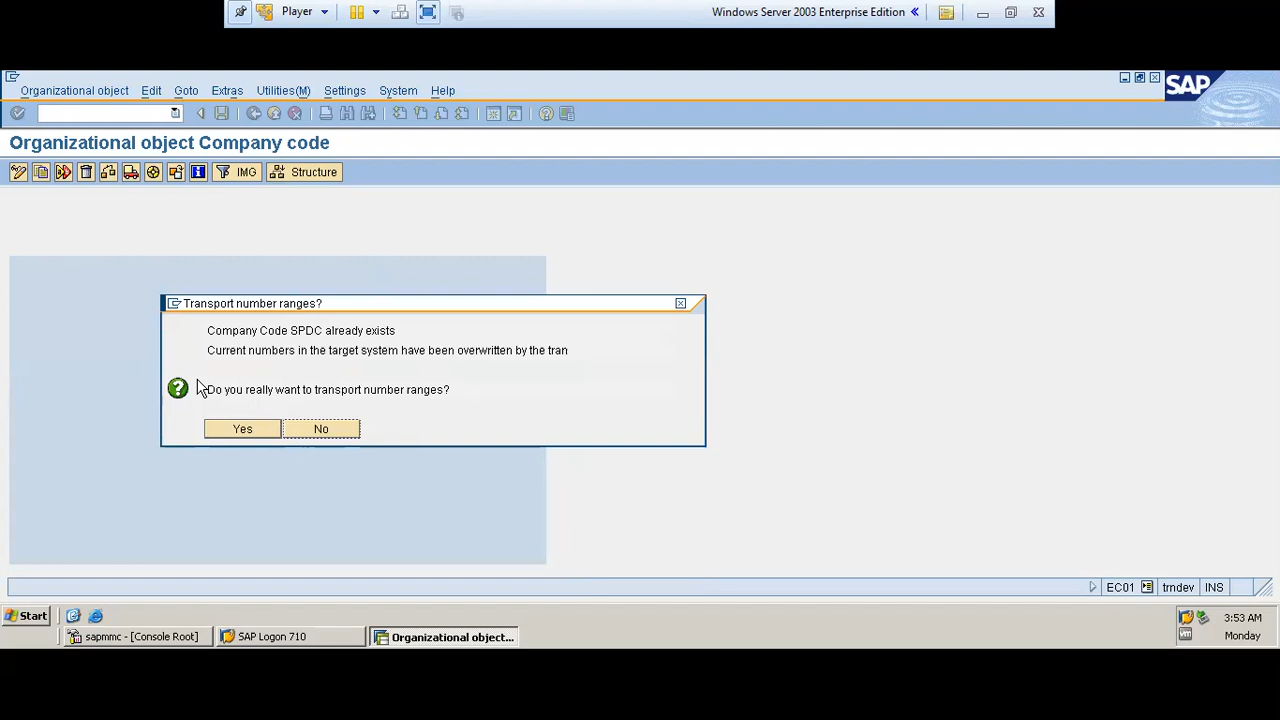 Player
Windows Server 2003 Enterprise Edition
SAP
Organizational object Edit Goto Extras Utilities(M) Settings System Help
Organizational object Company code
IMG Structure
Transport number ranges?
Company Code SPDC already exists
Current numbers in the target system have been overwritten by the tran
Do you really want to transport number ranges?
Yes No
EC01 trndev INS
Start
3:53 AM
sapmmc - [Console Root] SAP Logon 710 Organizational object...
Monday